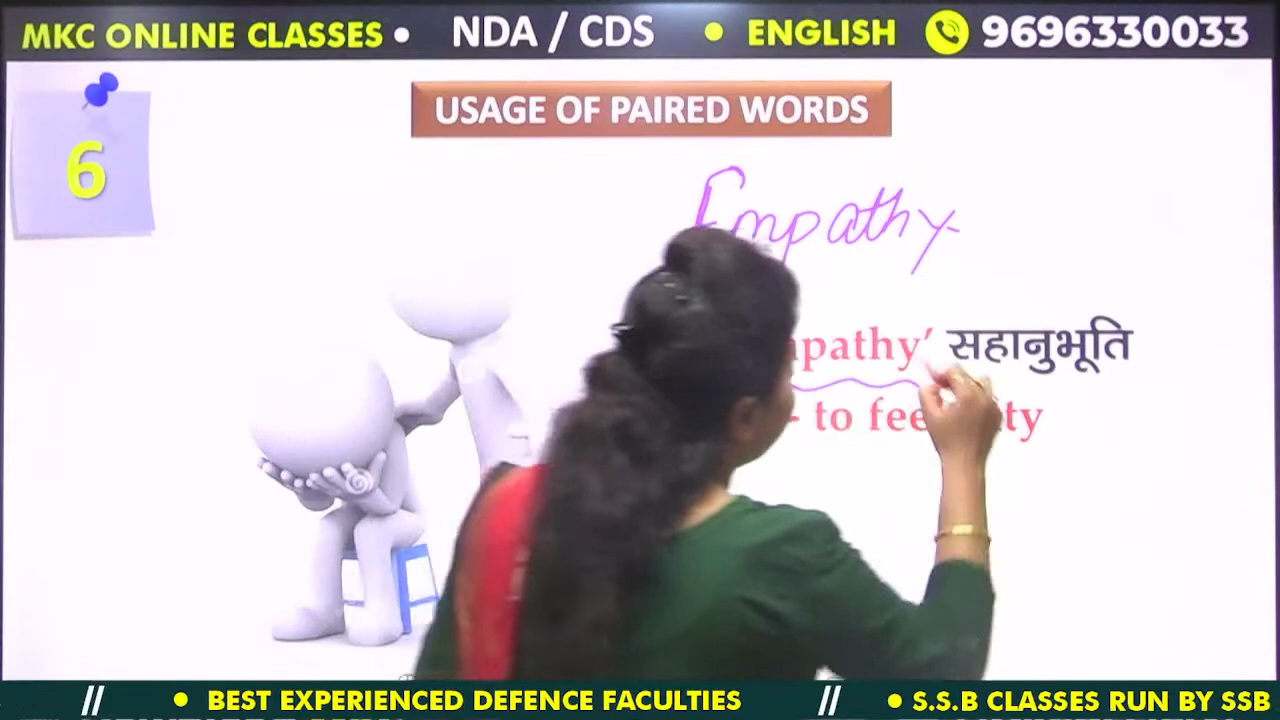 MKC ONLINE CLASSES • NDA / CDS • ENGLISH 9696330033
USAGE OF PAIRED WORDS
6
Empathy
सहानुभूति
- to
// • BEST EXPERIENCED DEFENCE FACULTIES // • S.S.B CLASSES RUN BY SSB